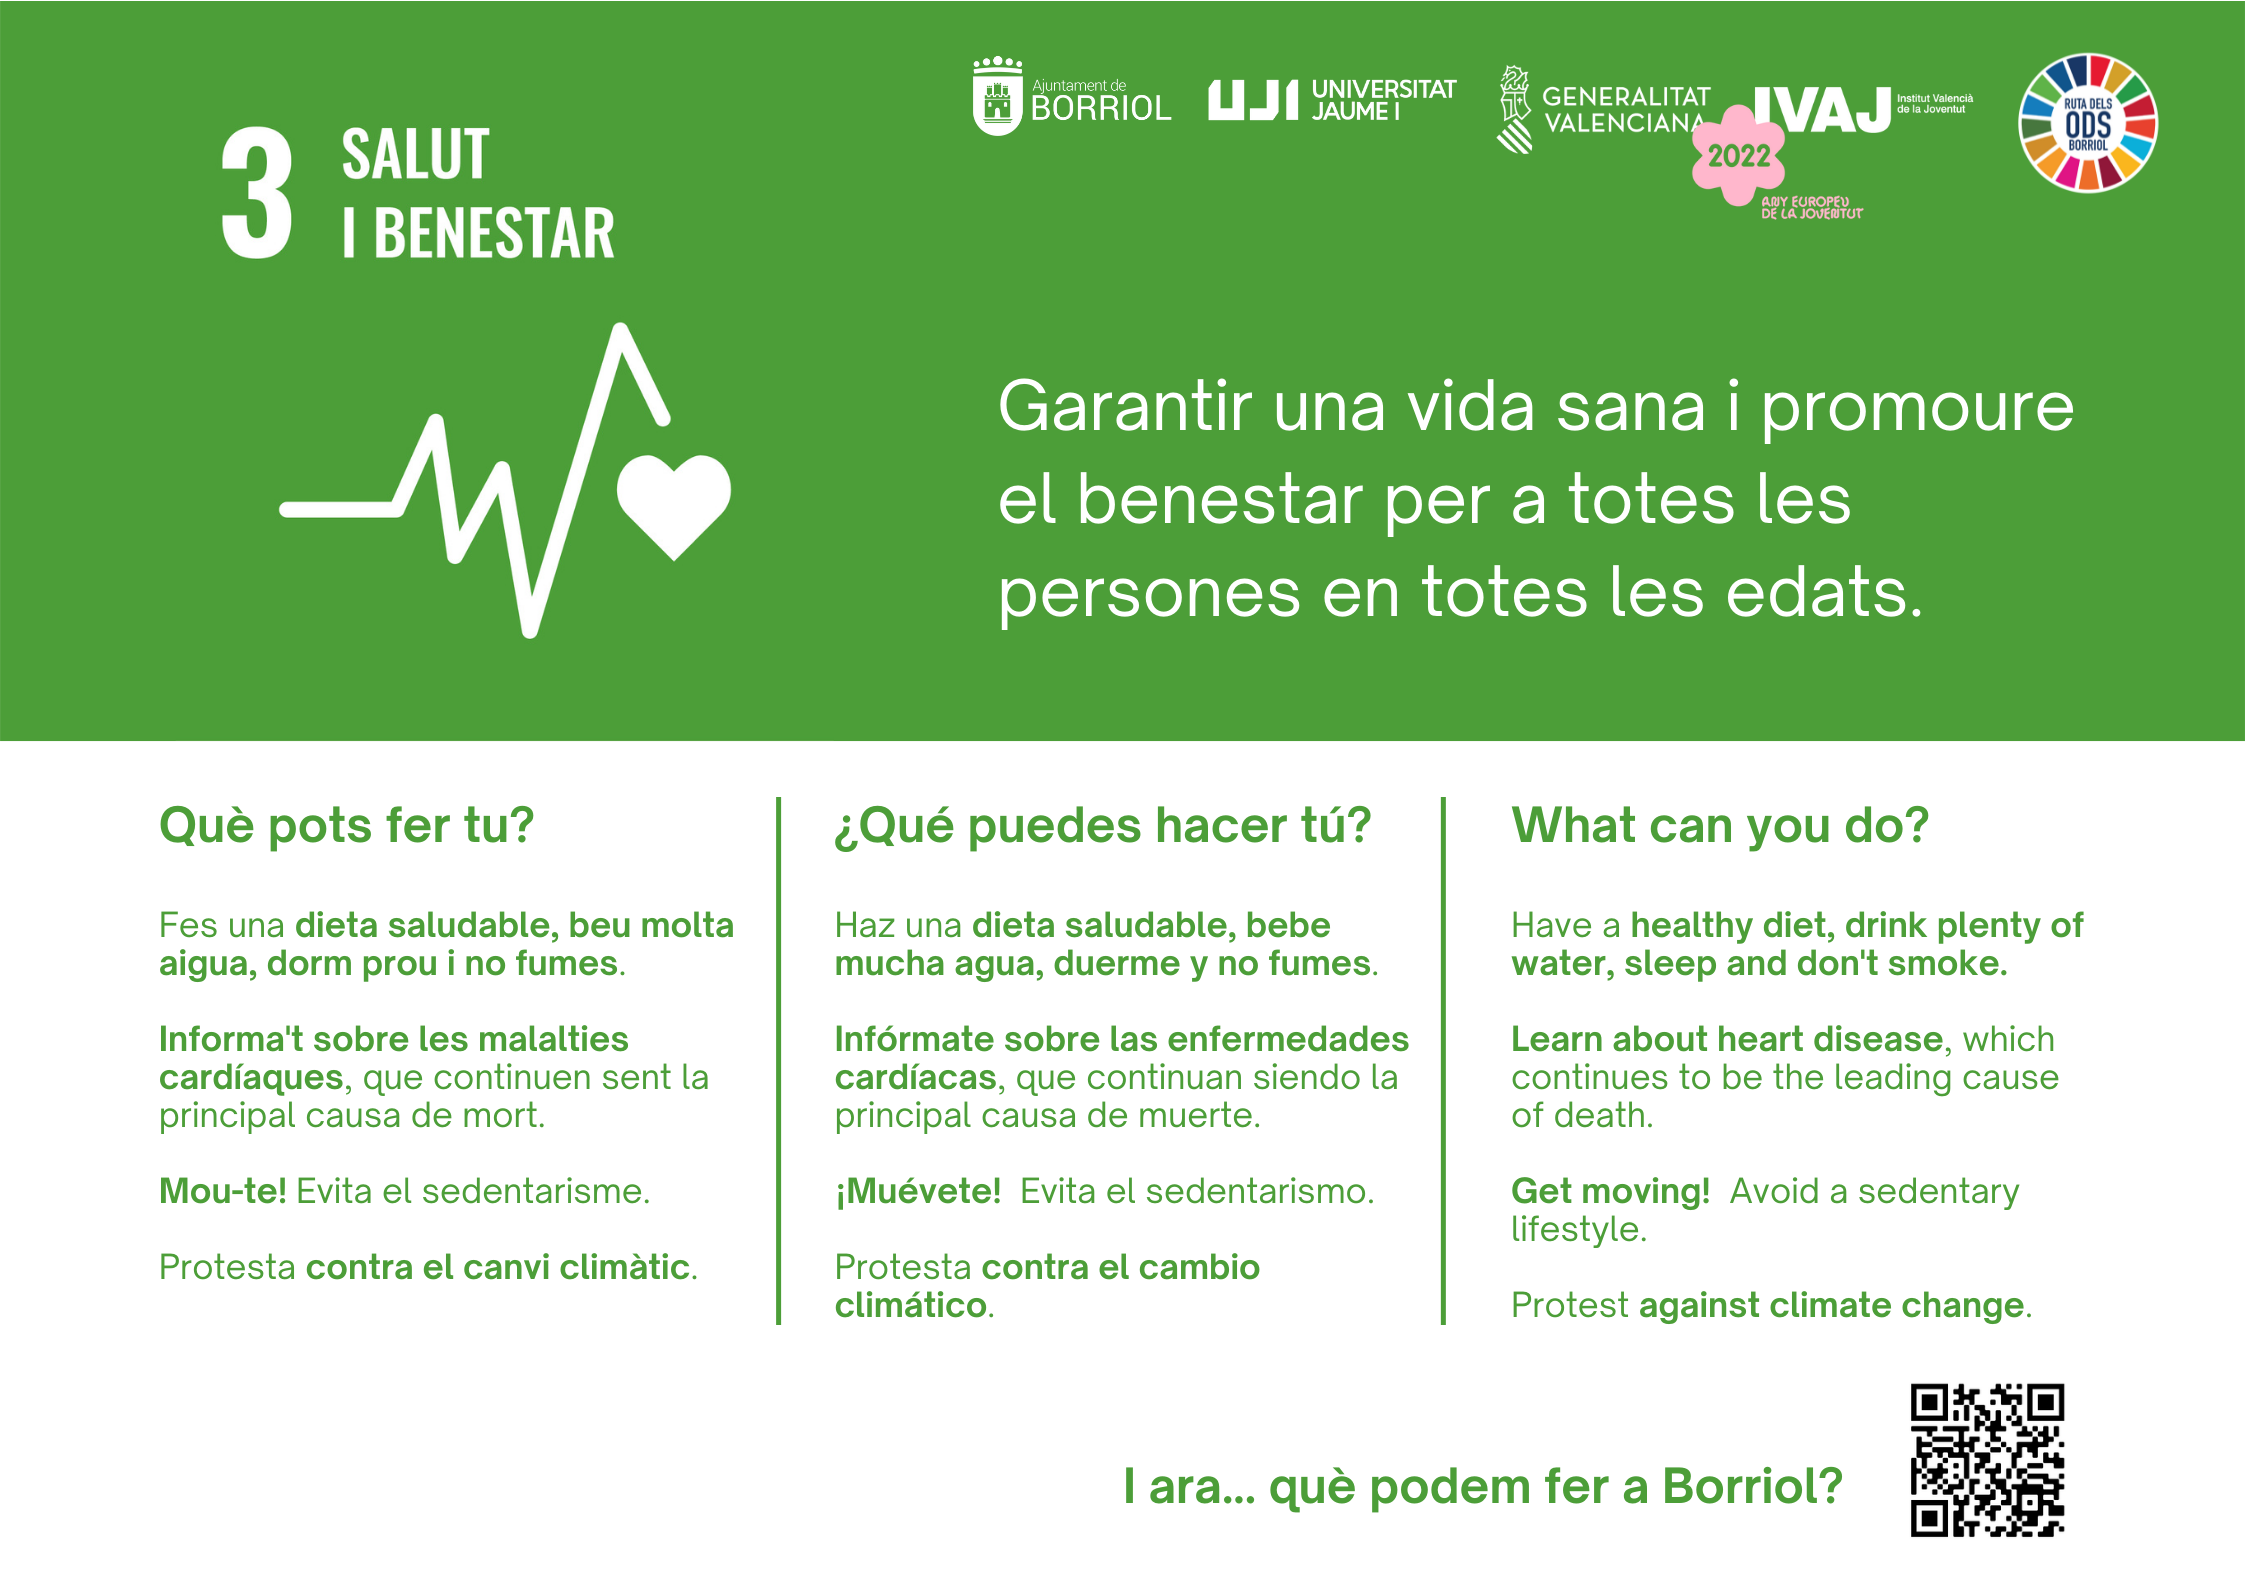 Ajuntament de
BORRIOL
UJI UNIVERSITAT
JAUME I
GENERALITAT
VALENCIANA
IVAJ Institut Valencià
de la Joventut
2022
ANY EUROPEU
DE LA JOVENTUT
RUTA DELS
ODS
BORRIOL
3 SALUT
I BENESTAR
Garantir una vida sana i promoure
el benestar per a totes les
persones en totes les edats.
Què pots fer tu?
Fes una dieta saludable, beu molta
aigua, dorm prou i no fumes.
Informa't sobre les malalties
cardíaques, que continuen sent la
principal causa de mort.
Mou-te! Evita el sedentarisme.
Protesta contra el canvi climàtic.
¿Qué puedes hacer tú?
Haz una dieta saludable, bebe
mucha agua, duerme y no fumes.
Infórmate sobre las enfermedades
cardíacas, que continuan siendo la
principal causa de muerte.
¡Muévete! Evita el sedentarismo.
Protesta contra el cambio
climático.
What can you do?
Have a healthy diet, drink plenty of
water, sleep and don't smoke.
Learn about heart disease, which
continues to be the leading cause
of death.
Get moving! Avoid a sedentary
lifestyle.
Protest against climate change.
I ara... què podem fer a Borriol?